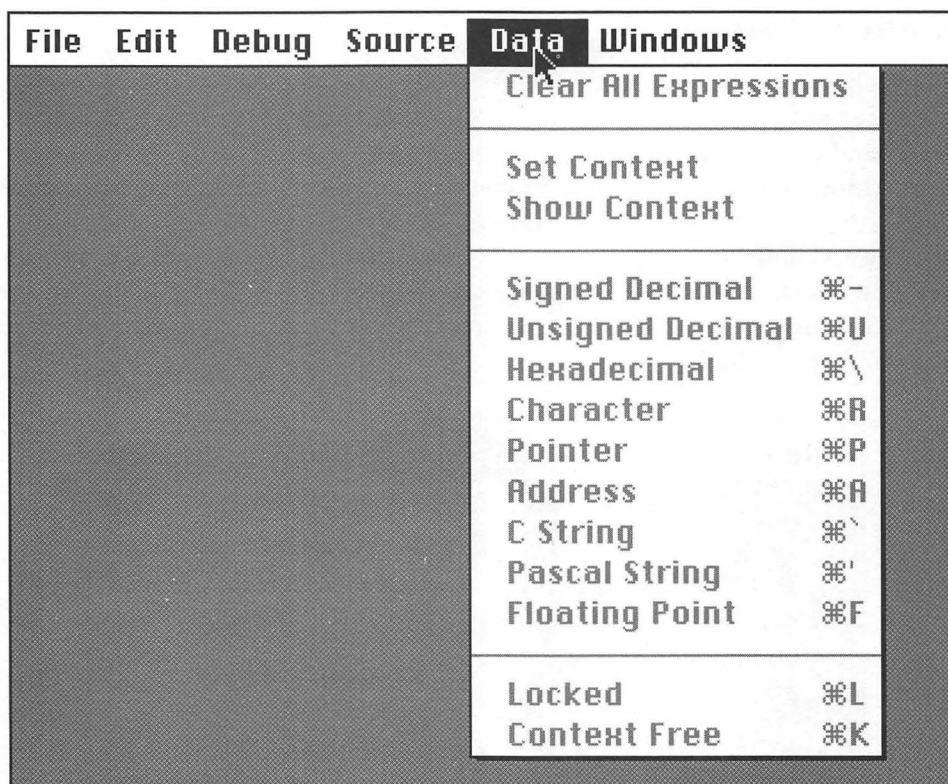 File Edit Debug Source Data Windows
Clear All Expressions
Set Context
Show Context
Signed Decimal ⌘-
Unsigned Decimal ⌘U
Hexadecimal ⌘\
Character ⌘R
Pointer ⌘P
Address ⌘A
C String ⌘`
Pascal String ⌘'
Floating Point ⌘F
Locked ⌘L
Context Free ⌘K